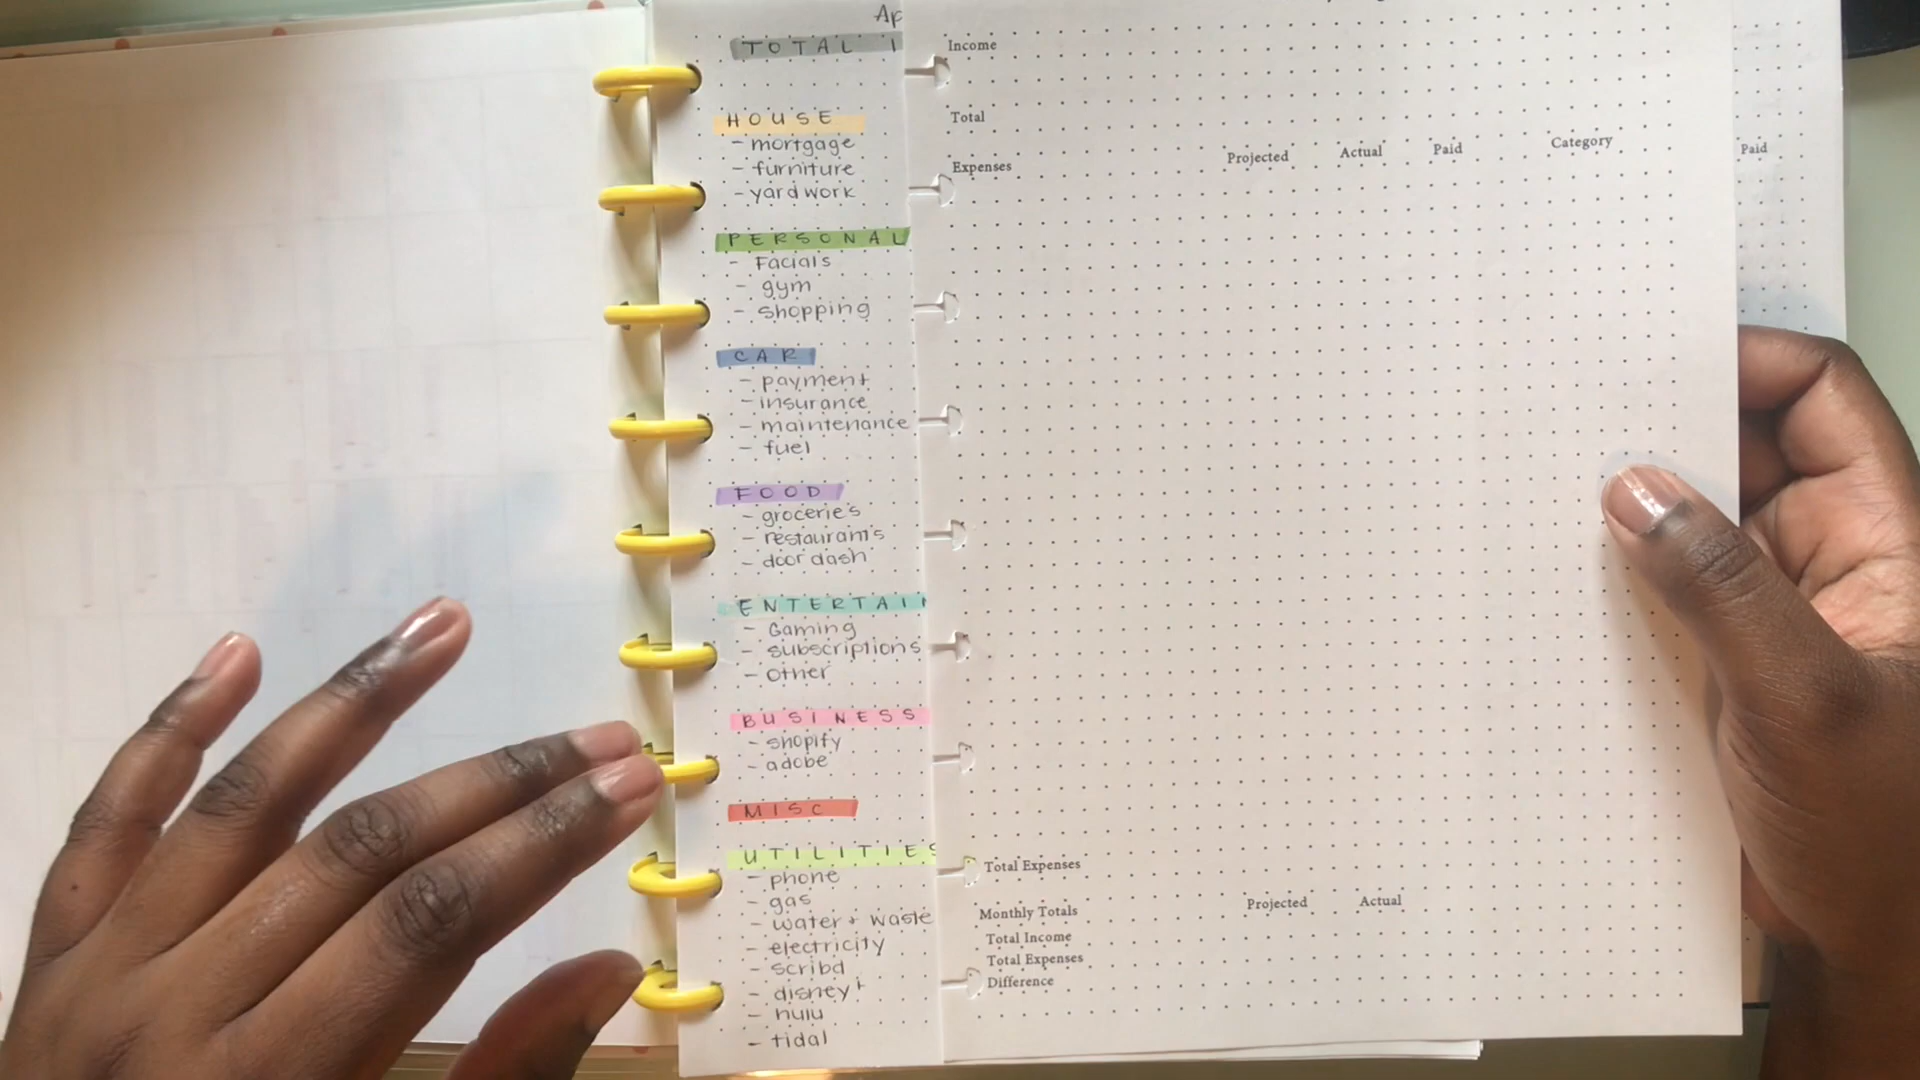 Ap
TOTAL I
HOUSE
- mortgage
- furniture
- yard work
PERSONAL
- Facials
- gym
- shopping
CAR
- payment
- insurance
- maintenance
- fuel
FOOD
- groceries
- restaurants
- door dash
ENTERTAIN
- Gaming
- subscriptions
- other
BUSINESS
- shopify
- adobe
MISC
UTILITIES
- phone
- gas
- water + waste
- electricity
- scribd
- disney+
- hulu
- tidal
Income
Total
Expenses Projected Actual Paid Category
Total Expenses
Monthly Totals Projected Actual
Total Income
Total Expenses
Difference
Paid